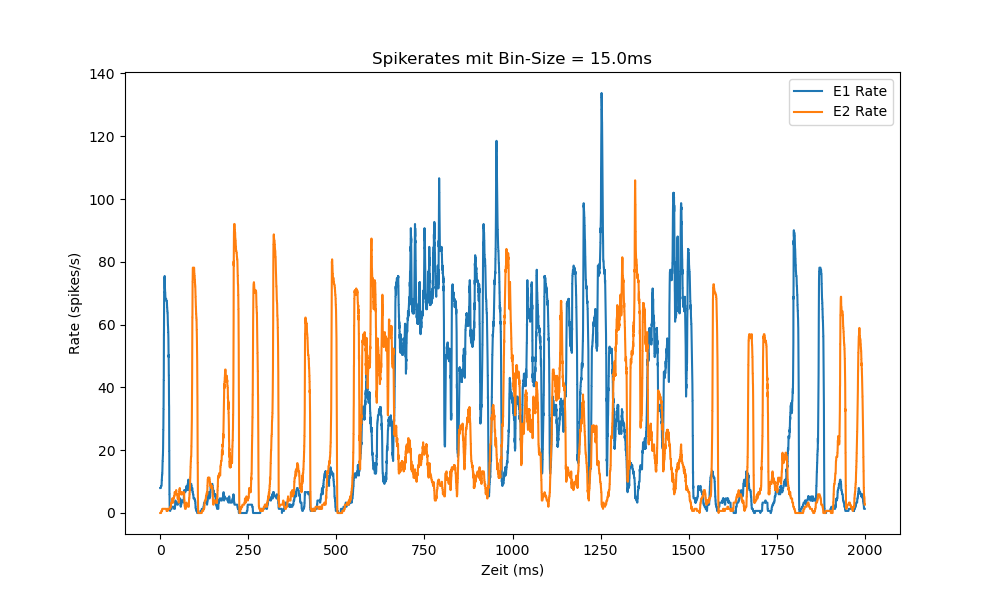 Spikerates mit Bin-Size = 15.0ms
E1 Rate
E2 Rate
Rate (spikes/s)
140
120
100
80
60
40
20
0
0 250 500 750 1000 1250 1500 1750 2000
Zeit (ms)